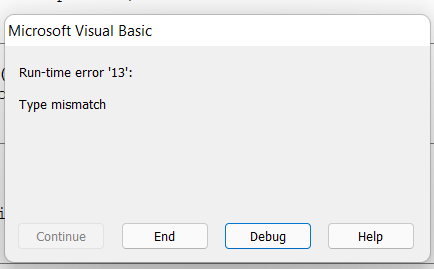 Microsoft Visual Basic
Run-time error '13':
Type mismatch
Continue
End
Debug
Help